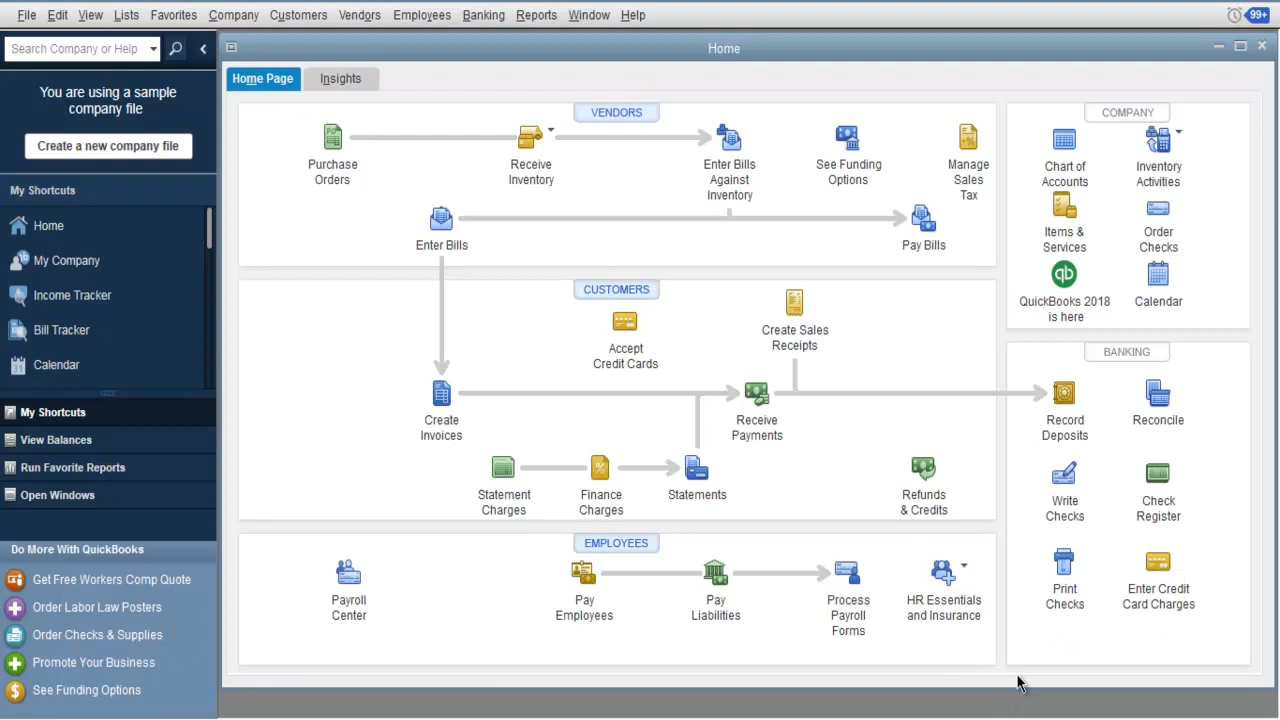 File Edit View Lists Favorites Company Customers Vendors Employees Banking Reports Window Help 99+
Search Company or Help
Home
You are using a sample
company file
Create a new company file
My Shortcuts
Home
My Company
Income Tracker
Bill Tracker
Calendar
My Shortcuts
View Balances
Run Favorite Reports
Open Windows
Do More With QuickBooks
Get Free Workers Comp Quote
Order Labor Law Posters
Order Checks & Supplies
Promote Your Business
See Funding Options
Home Page Insights
VENDORS
Purchase
Orders
Receive
Inventory
Enter Bills
Against
Inventory
See Funding
Options
Manage
Sales
Tax
Enter Bills
Pay Bills
CUSTOMERS
Accept
Credit Cards
Create Sales
Receipts
Create
Invoices
Receive
Payments
Statement
Charges
Finance
Charges
Statements
Refunds
& Credits
EMPLOYEES
Payroll
Center
Pay
Employees
Pay
Liabilities
Process
Payroll
Forms
HR Essentials
and Insurance
COMPANY
Chart of
Accounts
Inventory
Activities
Items &
Services
Order
Checks
qb
QuickBooks 2018
is here
Calendar
BANKING
Record
Deposits
Reconcile
Write
Checks
Check
Register
Print
Checks
Enter Credit
Card Charges